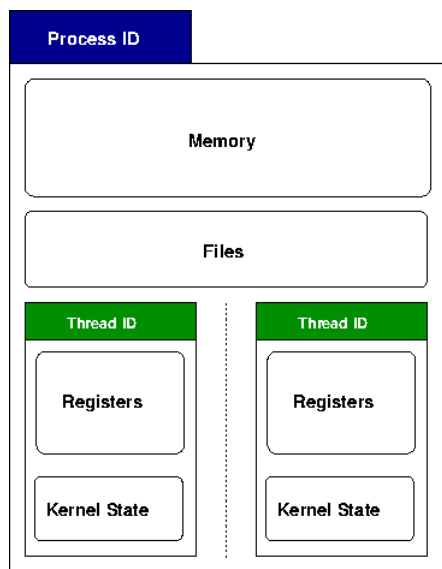 Process ID
Memory
Files
Thread ID
Thread ID
Registers
Registers
Kernel State
Kernel State